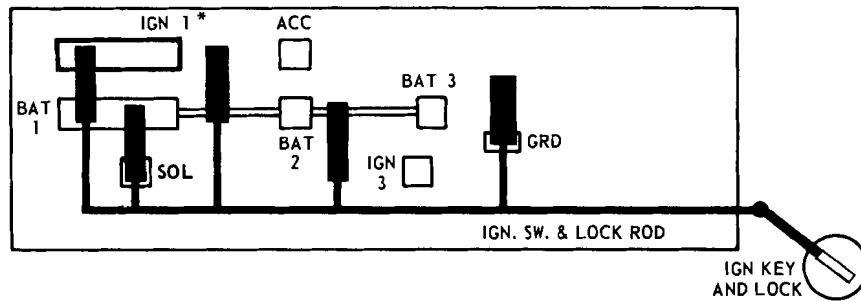 IGN 1*
ACC
BAT 3
BAT
1
BAT
2
SOL
IGN
3
GRD
IGN. SW. & LOCK ROD
IGN KEY
AND LOCK